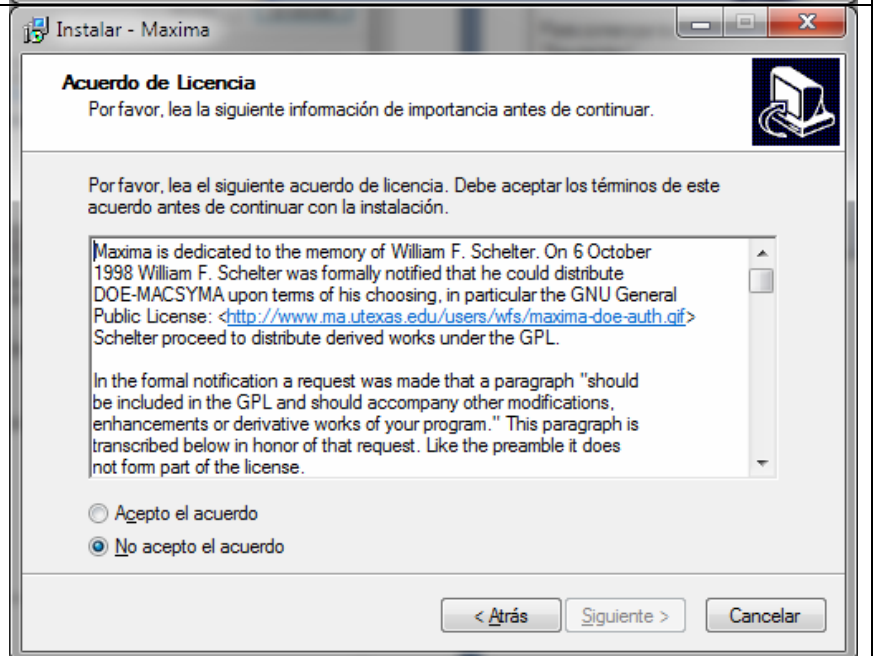 Instalar - Maxima
Acuerdo de Licencia
Por favor, lea la siguiente información de importancia antes de continuar.
Por favor, lea el siguiente acuerdo de licencia. Debe aceptar los términos de este
acuerdo antes de continuar con la instalación.
Maxima is dedicated to the memory of William F. Schelter. On 6 October
1998 William F. Schelter was formally notified that he could distribute
DOE-MACSYMA upon terms of his choosing, in particular the GNU General
Public License: <http://www.ma.utexas.edu/users/wfs/maxima-doe-auth.gif>
Schelter proceed to distribute derived works under the GPL.
In the formal notification a request was made that a paragraph "should
be included in the GPL and should accompany other modifications,
enhancements or derivative works of your program." This paragraph is
transcribed below in honor of that request. Like the preamble it does
not form part of the license.
Acepto el acuerdo
No acepto el acuerdo
< Atrás
Siguiente >
Cancelar